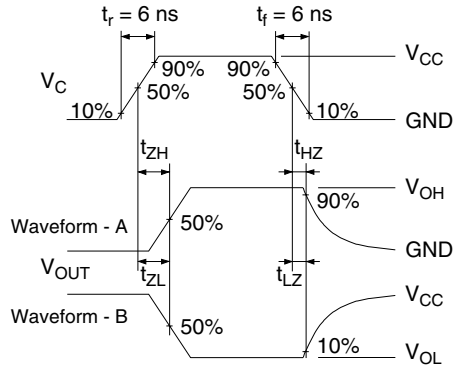 tr = 6 ns tf = 6 ns
VC 90% 90% VCC
50% 50%
10% 10% GND
tZH tHZ
VOH
90%
Waveform - A 50%
GND
VOUT tZL tLZ
VCC
Waveform - B 50%
10% VOL